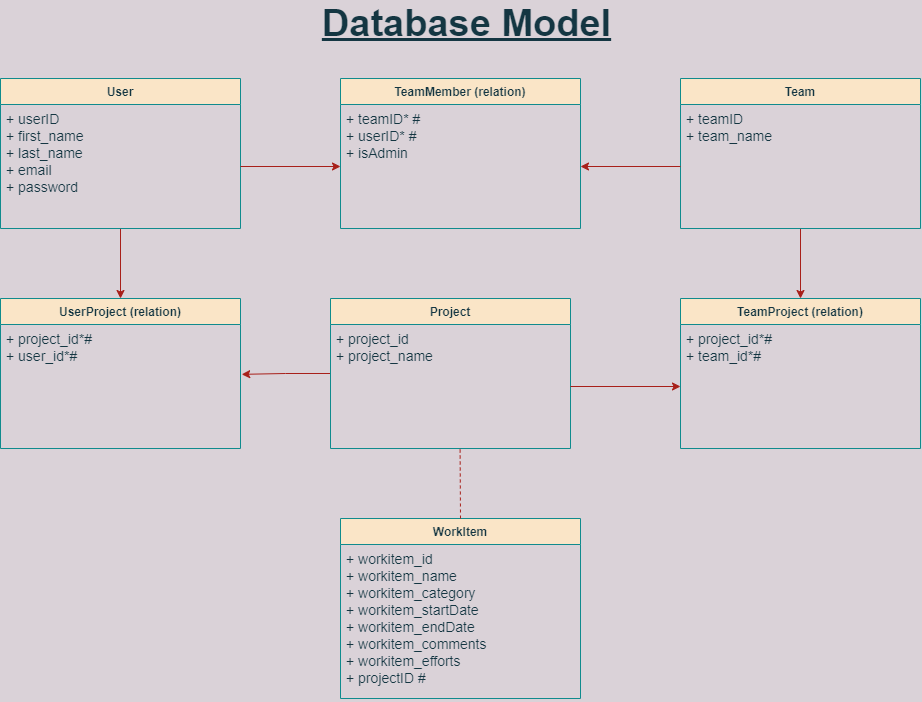 Database Model
User
+ userID
+ first_name
+ last_name
+ email
+ password
TeamMember (relation)
+ teamID* #
+ userID* #
+ isAdmin
Team
+ teamID
+ team_name
UserProject (relation)
+ project_id*#
+ user_id*#
Project
+ project_id
+ project_name
TeamProject (relation)
+ project_id*#
+ team_id*#
WorkItem
+ workitem_id
+ workitem_name
+ workitem_category
+ workitem_startDate
+ workitem_endDate
+ workitem_comments
+ workitem_efforts
+ projectID #